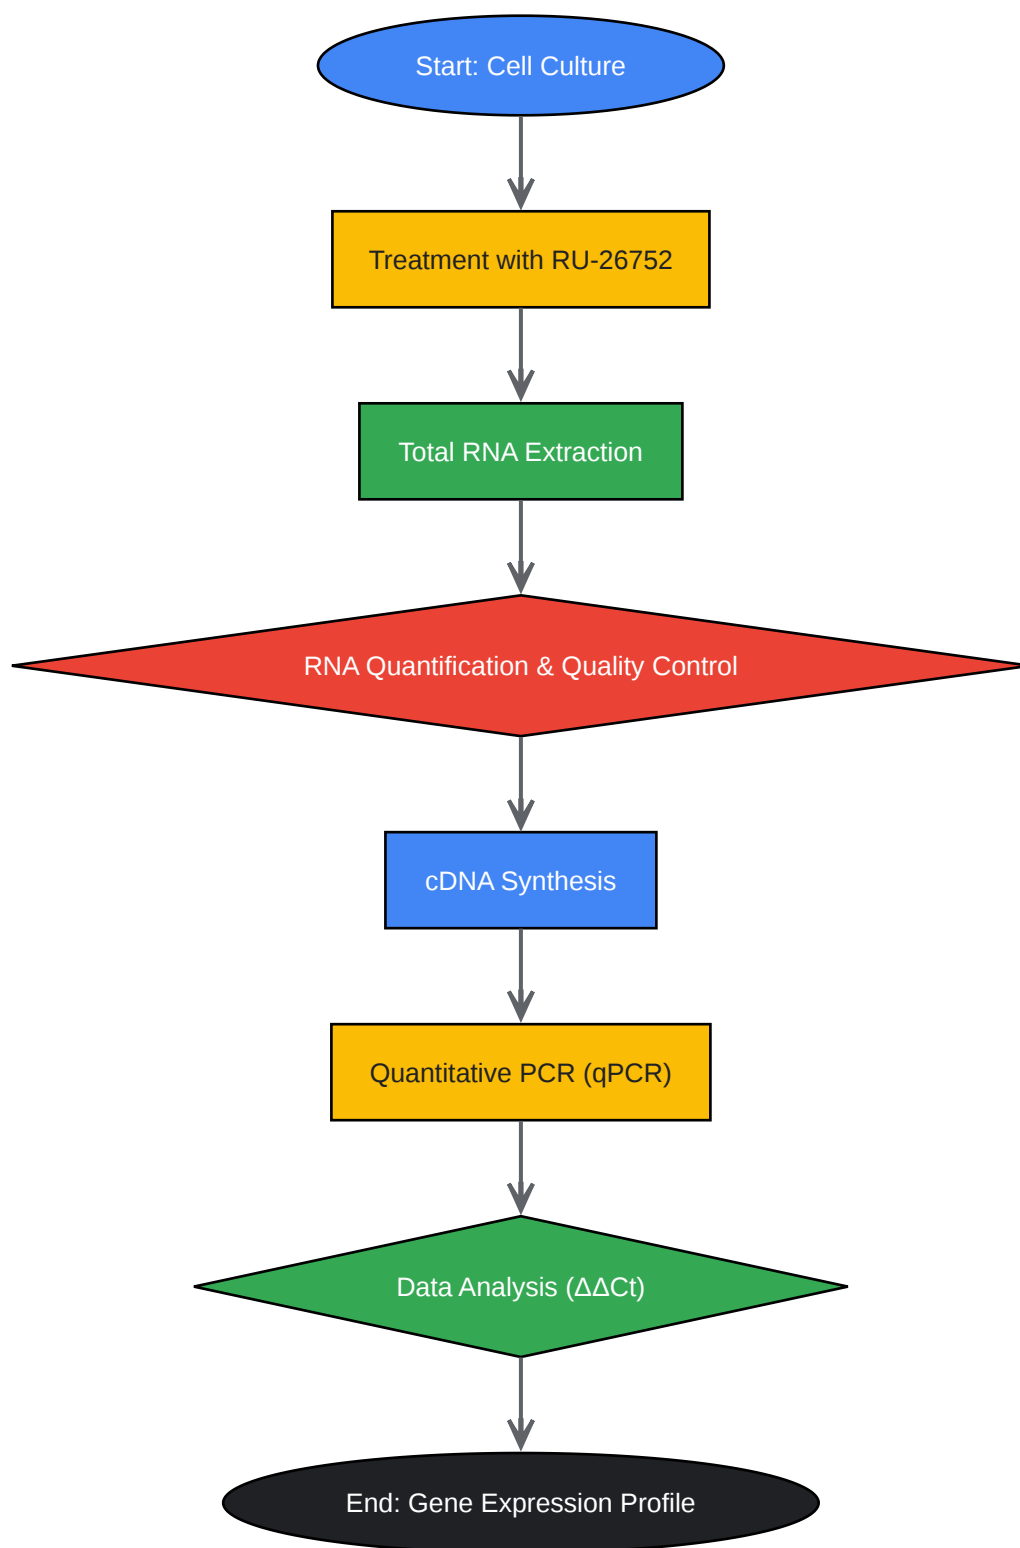 Start: Cell Culture
Treatment with RU-26752
Total RNA Extraction
RNA Quantification & Quality Control
cDNA Synthesis
Quantitative PCR (qPCR)
Data Analysis (ΔΔCt)
End: Gene Expression Profile